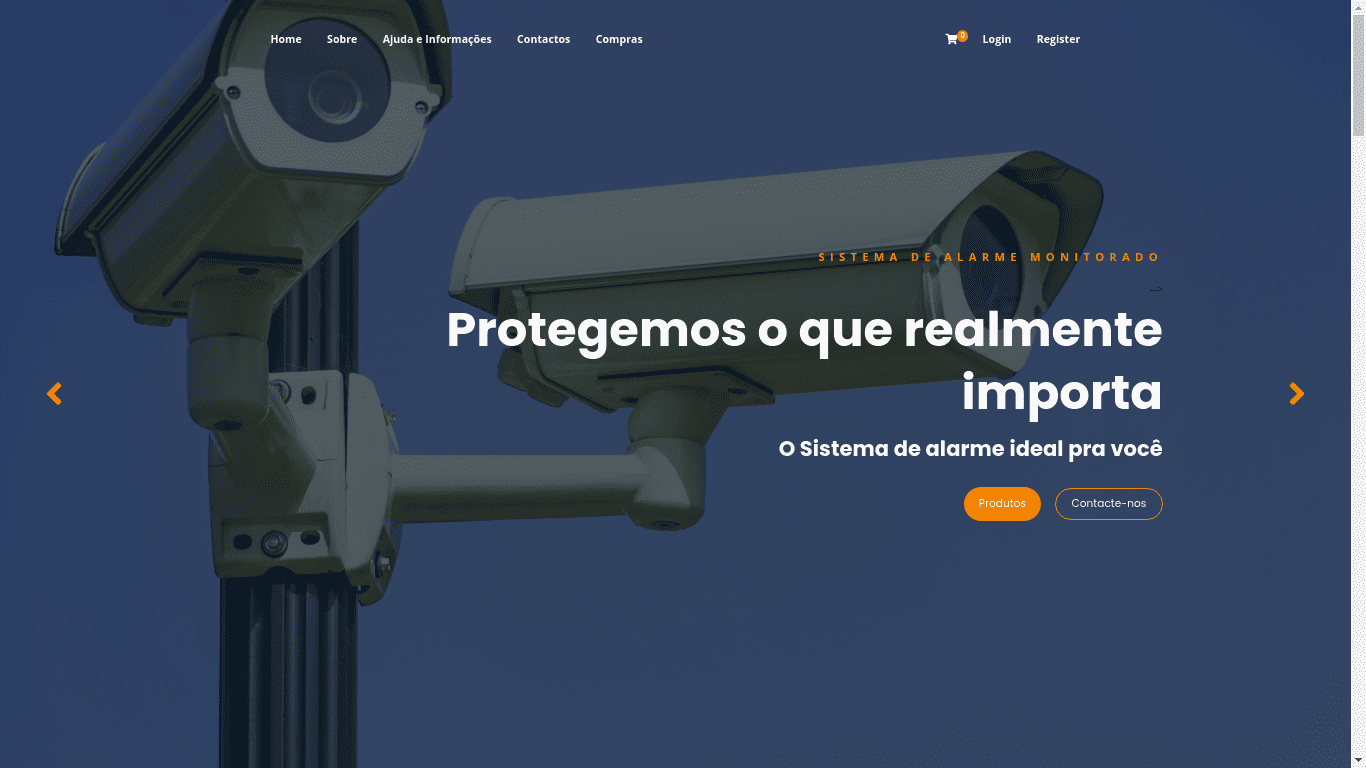 Home Sobre Ajuda e Informações Contactos Compras 0 Login Register
SISTEMA DE ALARME MONITORADO
-->
Protegemos o que realmente
importa
O Sistema de alarme ideal pra você
Produtos Contacte-nos